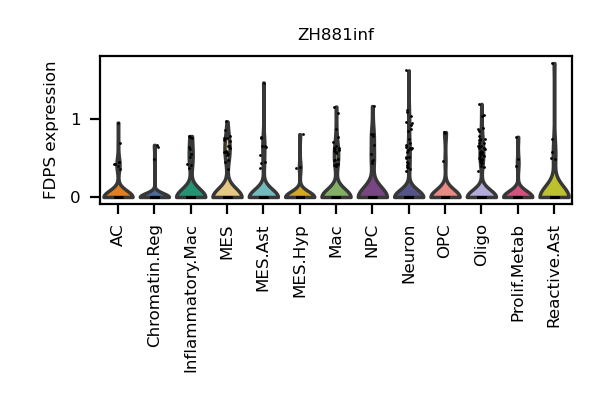 ZH881inf
FDPS expression
1
0
AC
Chromatin.Reg
Inflammatory.Mac
MES
MES.Ast
MES.Hyp
Mac
NPC
Neuron
OPC
Oligo
Prolif.Metab
Reactive.Ast